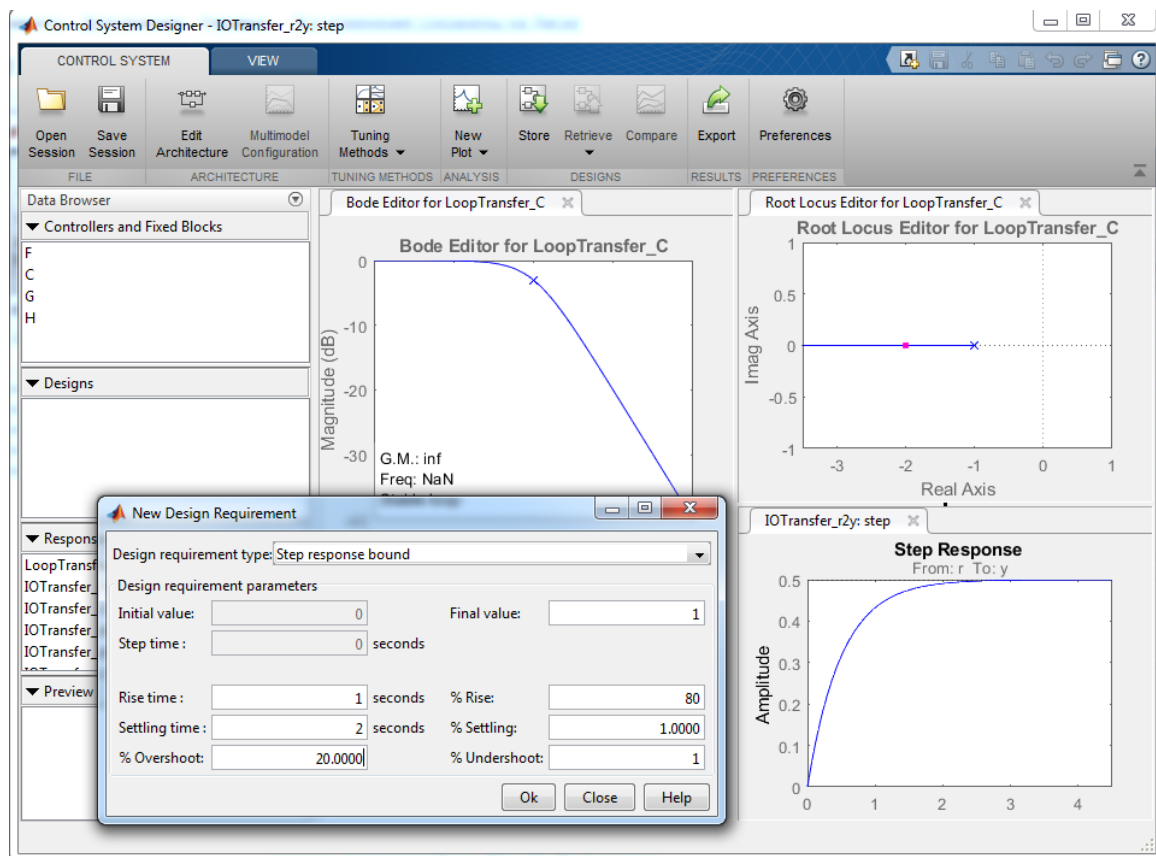 Control System Designer - IOTransfer_r2y: step
CONTROL SYSTEM
VIEW
Open Session
Save Session
Edit Architecture
Multimodel Configuration
Tuning Methods
New Plot
Store
Retrieve
Compare
Export
Preferences
FILE
ARCHITECTURE
TUNING METHODS
ANALYSIS
DESIGNS
RESULTS
PREFERENCES
Data Browser
Controllers and Fixed Blocks
F
C
G
H
Designs
Respons
LoopTransf
IOTransfer_
IOTransfer_
IOTransfer_
IOTransfer_
Preview
Bode Editor for LoopTransfer_C
Bode Editor for LoopTransfer_C
Magnitude (dB)
0
-10
-20
-30
G.M.: inf
Freq: NaN
Root Locus Editor for LoopTransfer_C
Root Locus Editor for LoopTransfer_C
Imag Axis
1
0.5
0
-0.5
-1
-3 -2 -1 0 1
Real Axis
IOTransfer_r2y: step
Step Response
From: r To: y
Amplitude
0.5
0.4
0.3
0.2
0.1
0
0 1 2 3 4
New Design Requirement
Design requirement type: Step response bound
Design requirement parameters
Initial value: 0
Final value: 1
Step time : 0 seconds
Rise time : 1 seconds
% Rise: 80
Settling time : 2 seconds
% Settling: 1.0000
% Overshoot: 20.0000
% Undershoot: 1
Ok
Close
Help